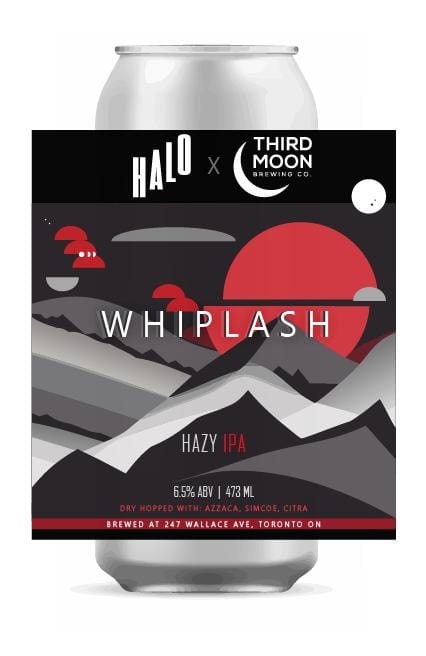 HALO X THIRD
MOON
BREWING CO.
WHIPLASH
HAZY IPA
6.5% ABV | 473 ML
DRY HOPPED WITH: AZZACA, SIMCOE, CITRA
BREWED AT 247 WALLACE AVE, TORONTO ON